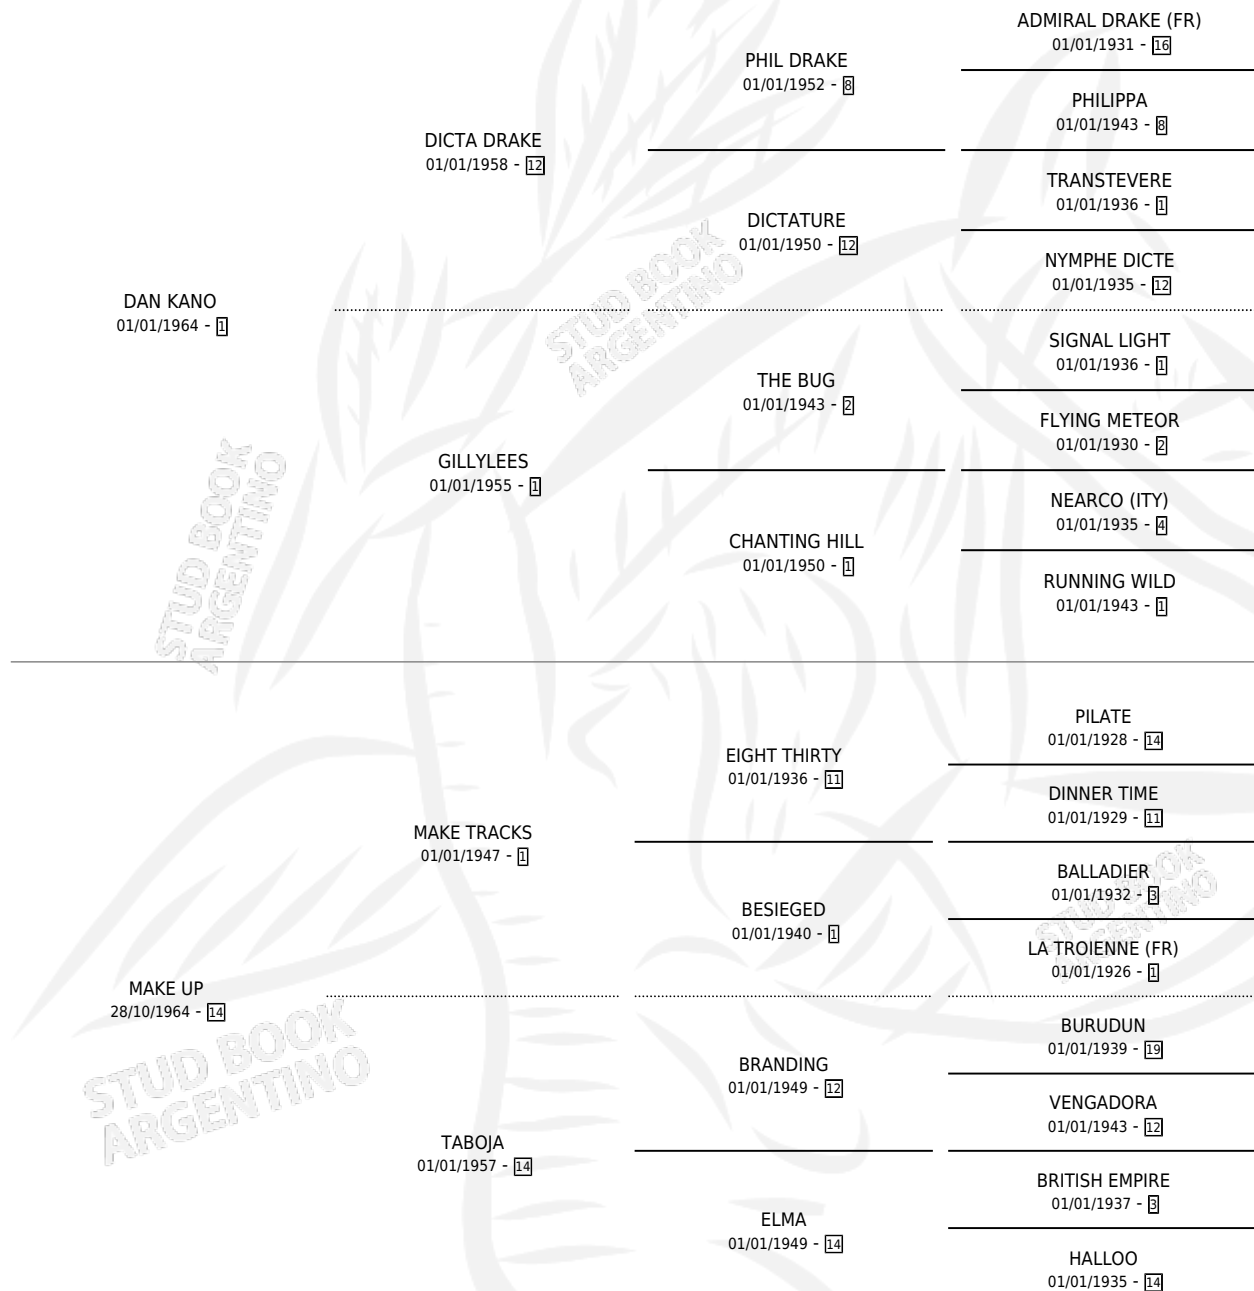 ADMIRAL DRAKE (FR)
01/01/1931 - 16
PHIL DRAKE
01/01/1952 - 8
PHILIPPA
01/01/1943 - 8
DICTA DRAKE
01/01/1958 - 12
TRANSTEVERE
01/01/1936 - 1
DICTATURE
01/01/1950 - 12
NYMPHE DICTE
01/01/1935 - 12
DAN KANO
01/01/1964 - 1
SIGNAL LIGHT
01/01/1936 - 1
THE BUG
01/01/1943 - 2
FLYING METEOR
01/01/1930 - 2
GILLYLEES
01/01/1955 - 1
NEARCO (ITY)
01/01/1935 - 4
CHANTING HILL
01/01/1950 - 1
RUNNING WILD
01/01/1943 - 1
PILATE
01/01/1928 - 14
EIGHT THIRTY
01/01/1936 - 11
DINNER TIME
01/01/1929 - 11
MAKE TRACKS
01/01/1947 - 1
BALLADIER
01/01/1932 - 3
BESIEGED
01/01/1940 - 1
LA TROIENNE (FR)
01/01/1926 - 1
MAKE UP
28/10/1964 - 14
BURUDUN
01/01/1939 - 19
BRANDING
01/01/1949 - 12
VENGADORA
01/01/1943 - 12
TABOJA
01/01/1957 - 14
BRITISH EMPIRE
01/01/1937 - 3
ELMA
01/01/1949 - 14
HALLOO
01/01/1935 - 14
STUD BOOK
ARGENTINO
STUD BOOK
ARGENTINO
STUD BOOK
ARGENTINO
STUD BOOK
ARGENTINO